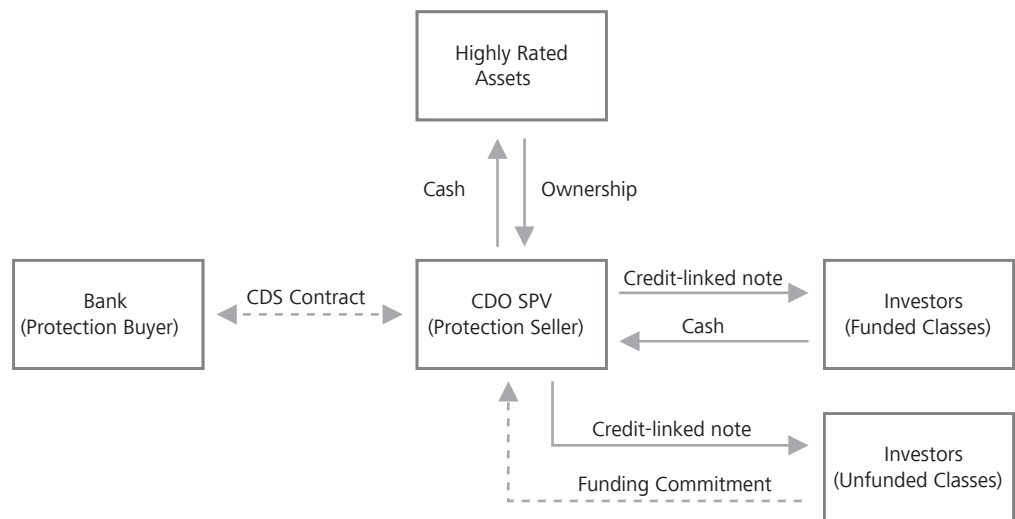 Highly Rated
Assets
Cash
Ownership
Bank
(Protection Buyer)
CDS Contract
CDO SPV
(Protection Seller)
Credit-linked note
Cash
Investors
(Funded Classes)
Credit-linked note
Funding Commitment
Investors
(Unfunded Classes)